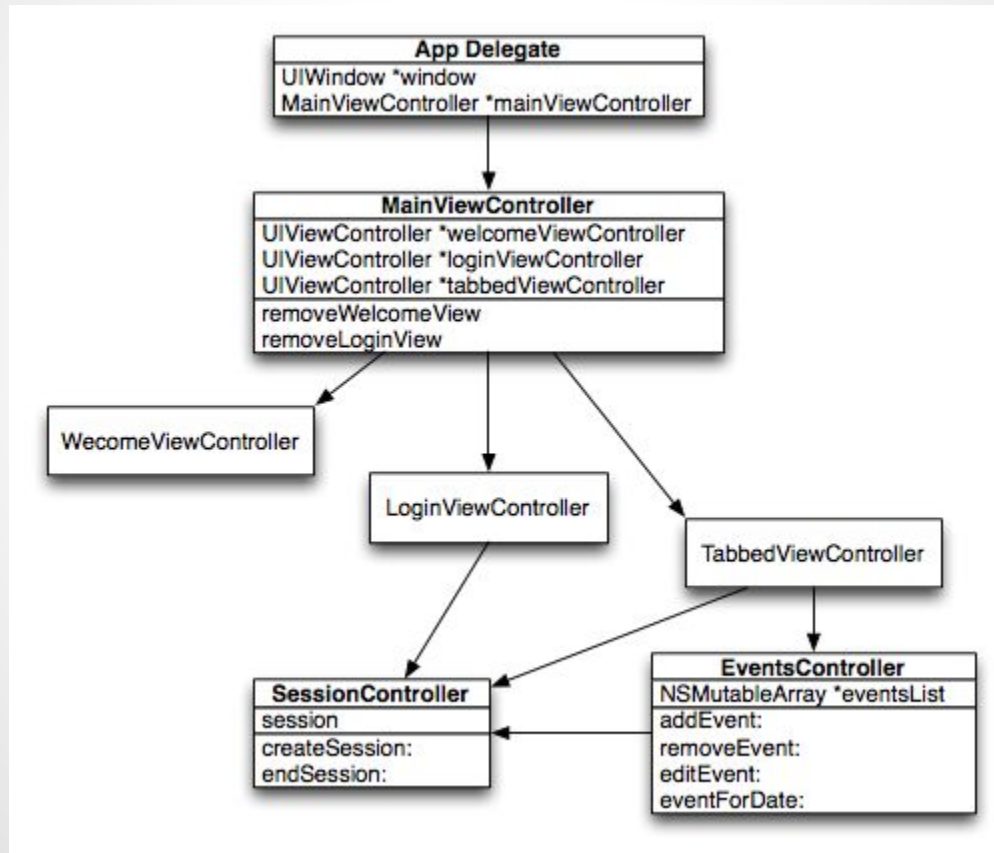 App Delegate
UIWindow *window
MainViewController *mainViewController
MainViewController
UIViewController *welcomeViewController
UIViewController *loginViewController
UIViewController *tabbedViewController
removeWelcomeView
removeLoginView
WecomeViewController
LoginViewController
TabbedViewController
SessionController
session
createSession:
endSession:
EventsController
NSMutableArray *eventsList
addEvent:
removeEvent:
editEvent:
eventForDate: